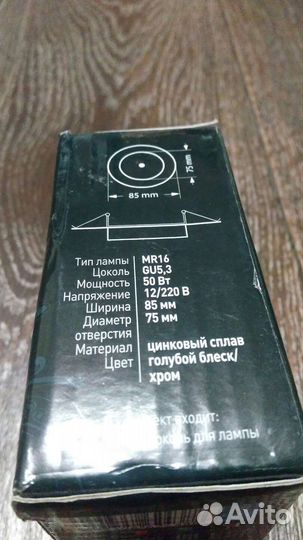 75 mm
85 mm
Тип лампы MR16
Цоколь GU5,3
Мощность 50 Вт
Напряжение 12/220 В
Ширина 85 мм
Диаметр 75 мм
отверстия
Материал цинковый сплав
Цвет голубой блеск/
хром
входит:
для лампы
Avito